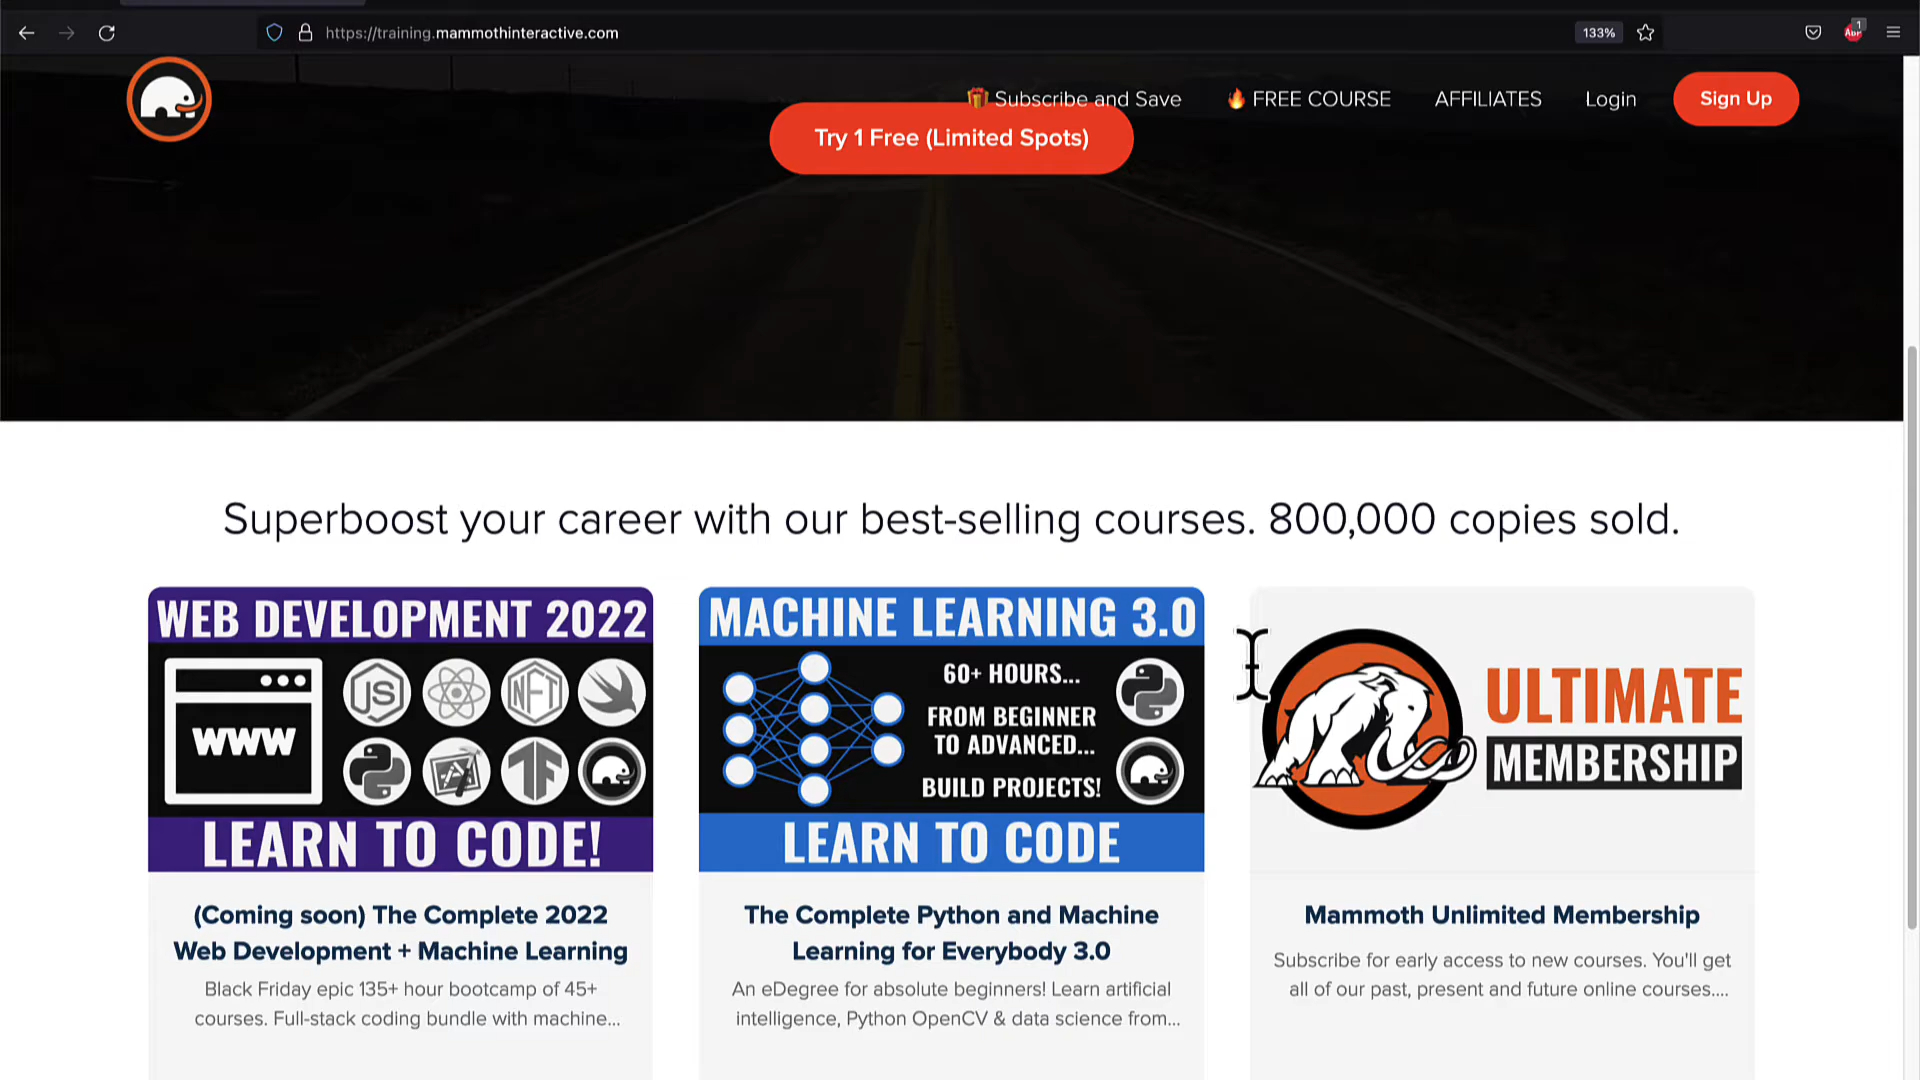 https://training.mammothinteractive.com
133%
1
ABP
🎁 Subscribe and Save
🔥 FREE COURSE
AFFILIATES
Login
Sign Up
Try 1 Free (Limited Spots)
Superboost your career with our best-selling courses. 800,000 copies sold.
WEB DEVELOPMENT 2022
WWW
JS
NFT
LEARN TO CODE!
(Coming soon) The Complete 2022
Web Development + Machine Learning
Black Friday epic 135+ hour bootcamp of 45+
courses. Full-stack coding bundle with machine...
MACHINE LEARNING 3.0
60+ HOURS...
FROM BEGINNER
TO ADVANCED...
BUILD PROJECTS!
LEARN TO CODE
The Complete Python and Machine
Learning for Everybody 3.0
An eDegree for absolute beginners! Learn artificial
intelligence, Python OpenCV & data science from...
ULTIMATE
MEMBERSHIP
Mammoth Unlimited Membership
Subscribe for early access to new courses. You'll get
all of our past, present and future online courses....